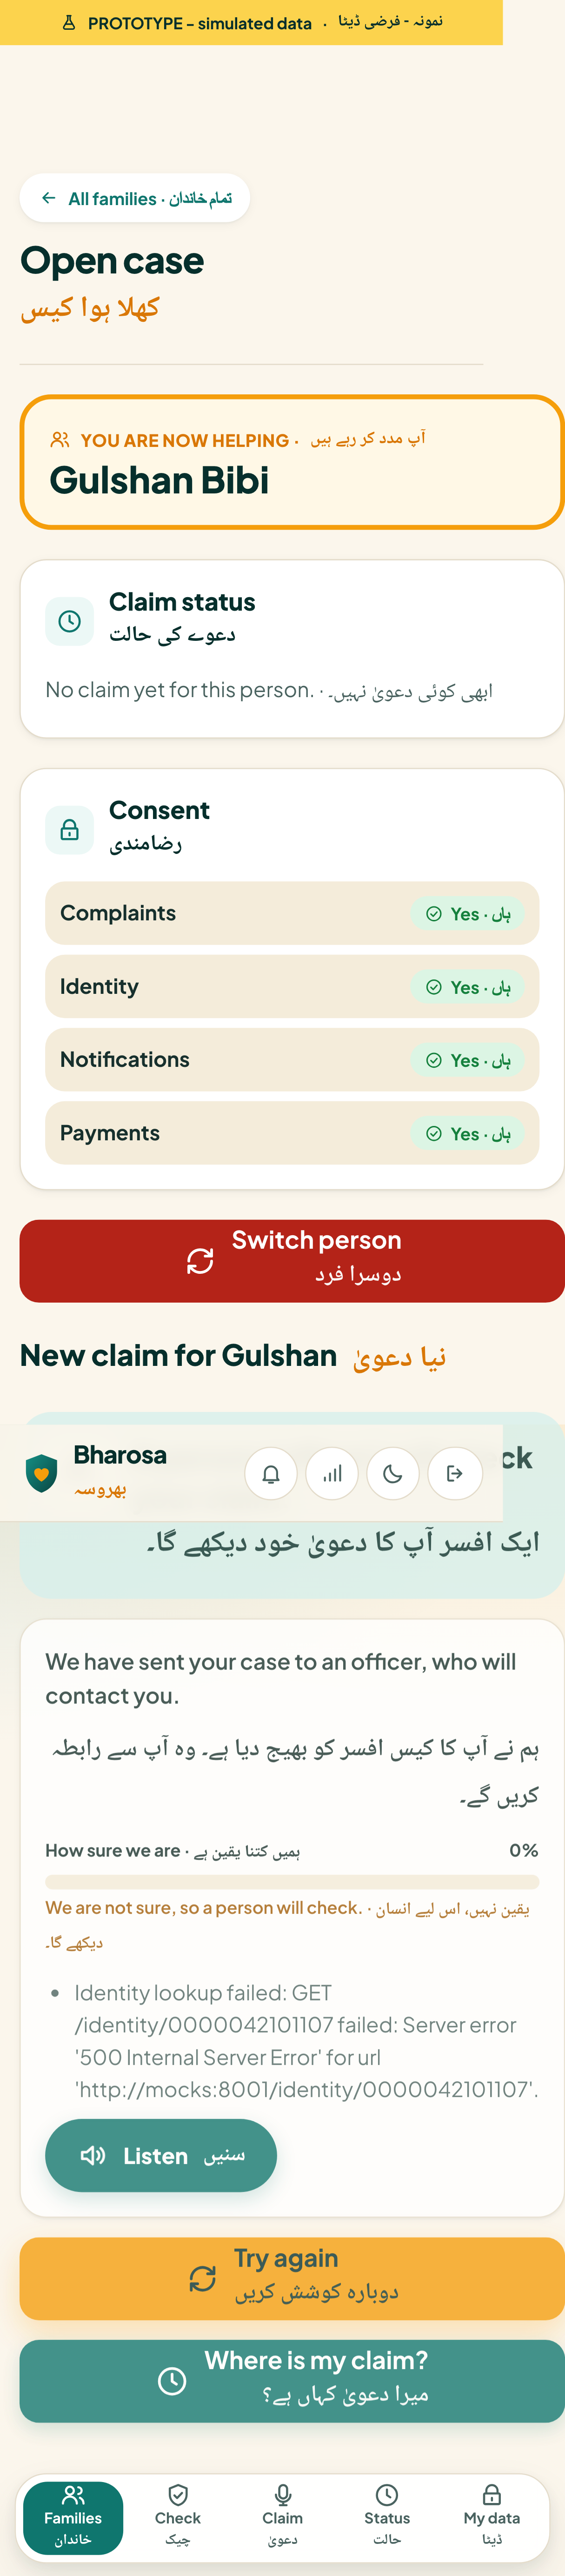 PROTOTYPE - simulated data · نمونہ - فرضی ڈیٹا
All families · تمام خاندان
Open case
کھلا ہوا کیس
YOU ARE NOW HELPING · آپ مدد کر رہے ہیں
Gulshan Bibi
Claim status
دعوے کی حالت
No claim yet for this person. · ابھی کوئی دعویٰ نہیں۔
Consent
رضامندی
Complaints Yes · ہاں
Identity Yes · ہاں
Notifications Yes · ہاں
Payments Yes · ہاں
Switch person
دوسرا فرد
New claim for Gulshan نیا دعویٰ
Bharosa
بھروسہ
ایک افسر آپ کا دعویٰ خود دیکھے گا۔
We have sent your case to an officer, who will
contact you.
ہم نے آپ کا کیس افسر کو بھیج دیا ہے۔ وہ آپ سے رابطہ
کریں گے۔
How sure we are · ہمیں کتنا یقین ہے 0%
We are not sure, so a person will check. · یقین نہیں، اس لیے انسان
دیکھے گا۔
Identity lookup failed: GET
/identity/0000042101107 failed: Server error
'500 Internal Server Error' for url
'http://mocks:8001/identity/0000042101107'.
Listen سنیں
Try again
دوبارہ کوشش کریں
Where is my claim?
میرا دعویٰ کہاں ہے؟
Families Check Claim Status My data
خاندان چیک دعویٰ حالت ڈیٹا